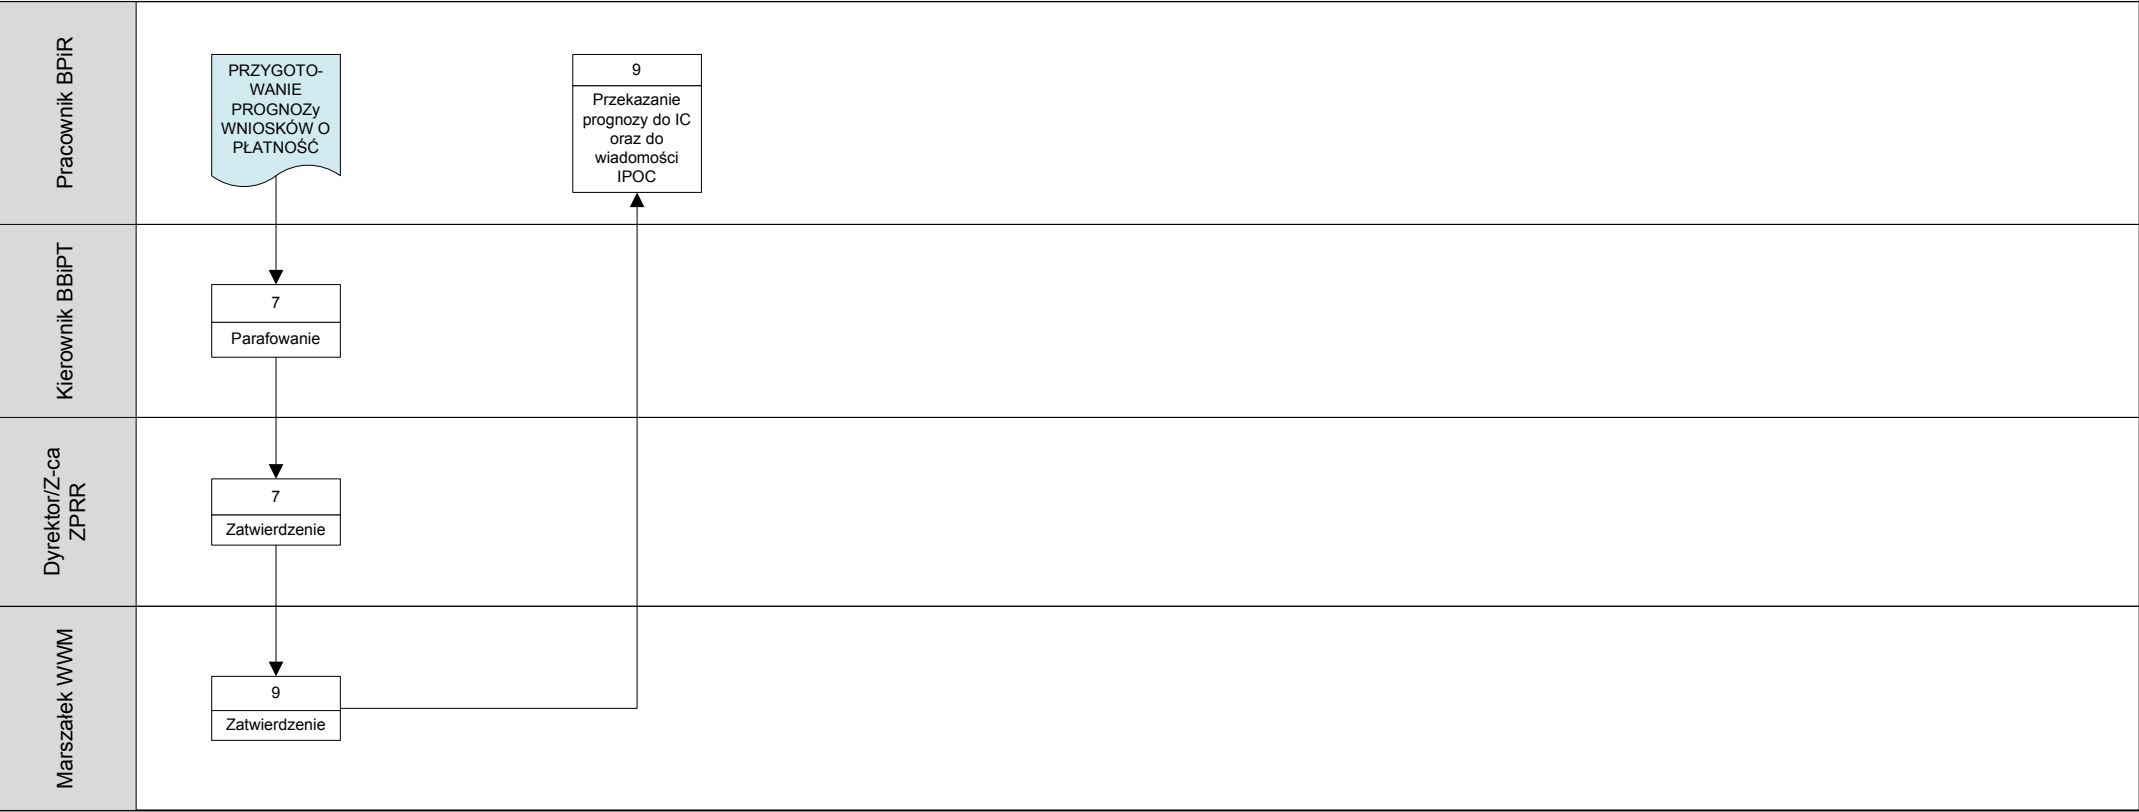 Pracownik BPiR
PRZYGOTO-
WANIE
PROGNOZy
WNIOSKÓW O
PŁATNOŚĆ
9
Przekazanie
prognozy do IC
oraz do
wiadomości
IPOC
Kierownik BBiPT
7
Parafowanie
Dyrektor/Z-ca
ZPRR
7
Zatwierdzenie
Marszałek WWM
9
Zatwierdzenie